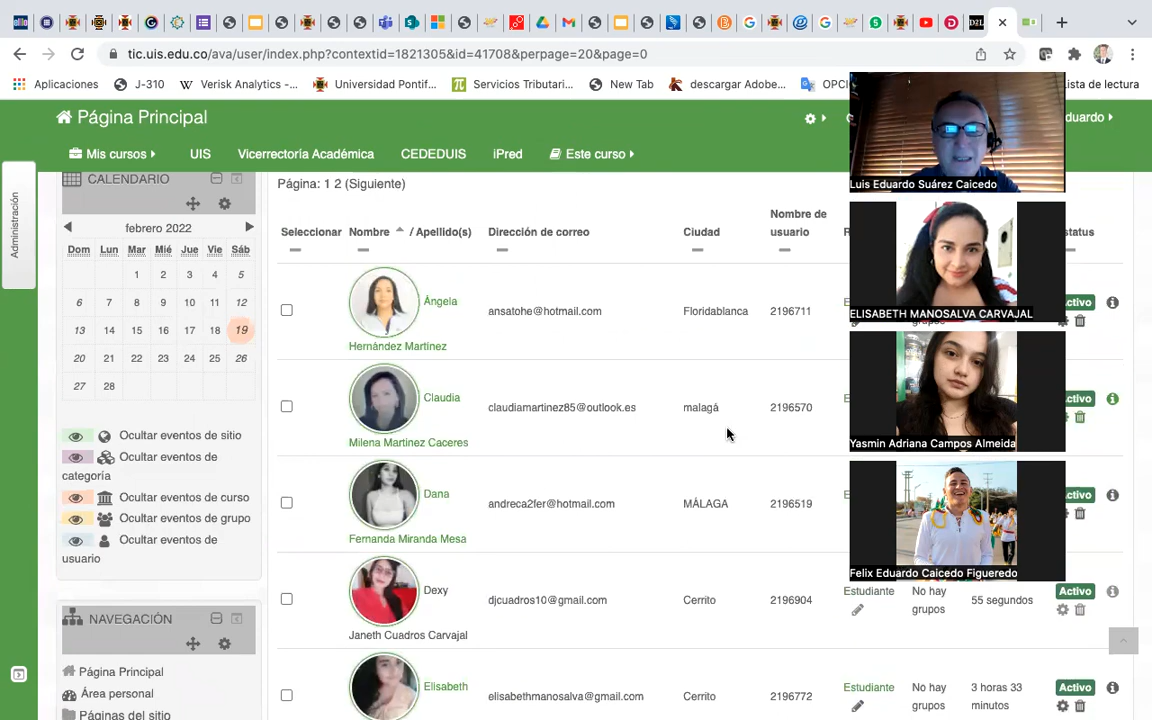 tic.uis.edu.co/ava/user/index.php?contextid=1821305&id=41708&perpage=20&page=0
Aplicaciones J-310 Verisk Analytics -... Universidad Pontif... Servicios Tributari... New Tab descargar Adobe... OPCI Lista de lectura
Página Principal
Mis cursos UIS Vicerrectoría Académica CEDEDUIS iPred Este curso
Administración
CALENDARIO
febrero 2022
Dom Lun Mar Mié Jue Vie Sáb
1 2 3 4 5
6 7 8 9 10 11 12
13 14 15 16 17 18 19
20 21 22 23 24 25 26
27 28
Ocultar eventos de sitio
Ocultar eventos de
categoría
Ocultar eventos de curso
Ocultar eventos de grupo
Ocultar eventos de
usuario
NAVEGACIÓN
Página Principal
Área personal
Páginas del sitio
Página: 1 2 (Siguiente)
Seleccionar Nombre / Apellido(s) Dirección de correo Ciudad Nombre de
usuario
Ángela
Hernández Martinez
ansatohe@hotmail.com Floridablanca 2196711
Claudia
Milena Martinez Caceres
claudiamartinez85@outlook.es malagá 2196570
Dana
Fernanda Miranda Mesa
andreca2fer@hotmail.com MÁLAGA 2196519
Dexy
Janeth Cuadros Carvajal
djcuadros10@gmail.com Cerrito 2196904 Estudiante No hay
grupos 55 segundos Activo
Elisabeth
elisabethmanosalva@gmail.com Cerrito 2196772 Estudiante No hay
grupos 3 horas 33
minutos Activo
Luis Eduardo Suárez Caicedo
ELISABETH MANOSALVA CARVAJAL
Yasmin Adriana Campos Almeida
Felix Eduardo Caicedo Figueredo